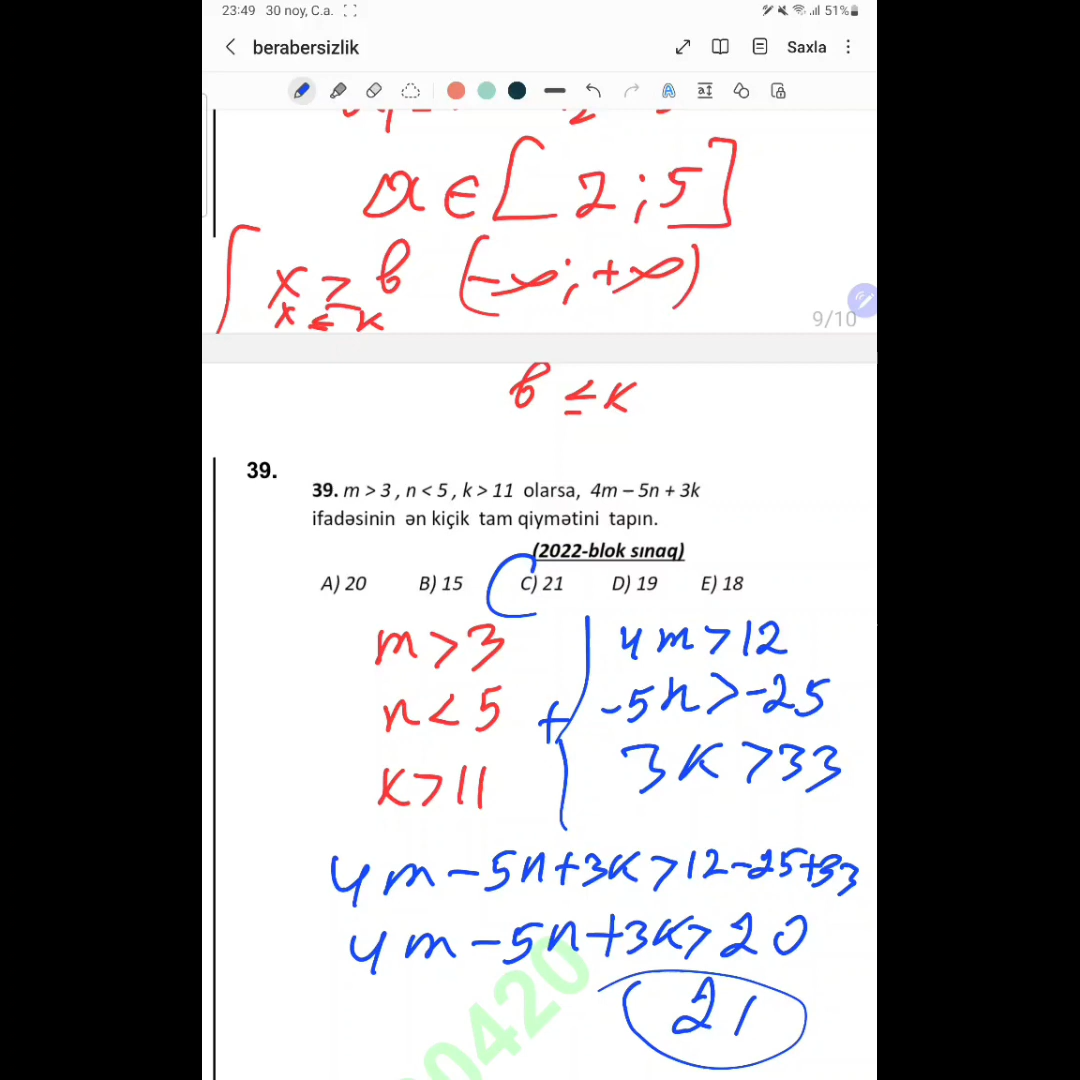 23:49 30 noy, C.a. 51%
berabersizlik
Saxla
x ∈ [2 ; 5]
x > b (-∞; +∞)
x ≤ k
9/10
b ≤ k
39.
39. m > 3 , n < 5 , k > 11 olarsa, 4m – 5n + 3k
ifadəsinin ən kiçik tam qiymətini tapın.
(2022-blok sınaq)
A) 20 B) 15 C) 21 D) 19 E) 18
m > 3
n < 5
k > 11
+
4m > 12
-5n > -25
3k > 33
4m - 5n + 3k > 12 - 25 + 33
4m - 5n + 3k > 20
21
0420